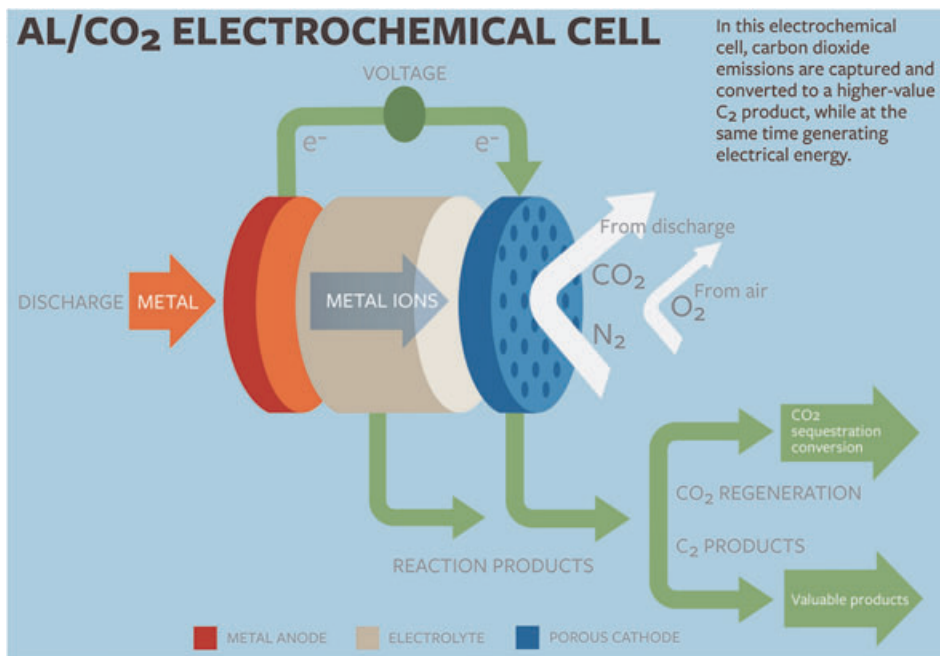 AL/CO₂ ELECTROCHEMICAL CELL
In this electrochemical
cell, carbon dioxide
emissions are captured and
converted to a higher-value
C₂ product, while at the
same time generating
electrical energy.
VOLTAGE
e⁻
e⁻
From discharge
CO₂
From air
O₂
N₂
DISCHARGE
METAL
METAL IONS
CO₂
sequestration
conversion
CO₂ REGENERATION
C₂ PRODUCTS
REACTION PRODUCTS
Valuable products
METAL ANODE
ELECTROLYTE
POROUS CATHODE